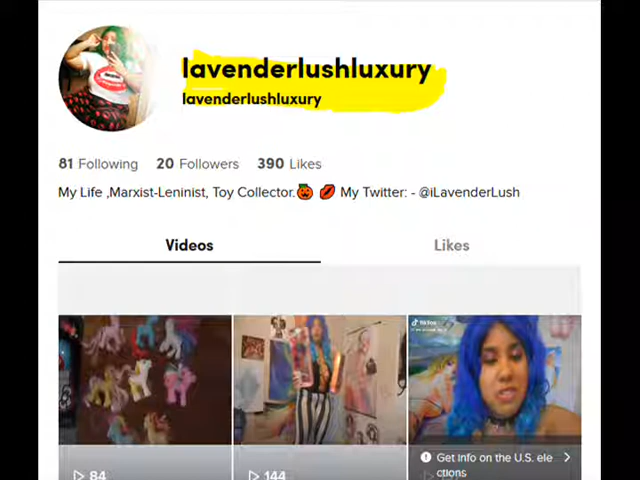 lavenderlushluxury
lavenderlushluxury
81 Following 20 Followers 390 Likes
My Life ,Marxist-Leninist, Toy Collector.🎃 💋 My Twitter: - @iLavenderLush
Videos Likes
TikTok
Get info on the U.S. ele
ctions
84 144